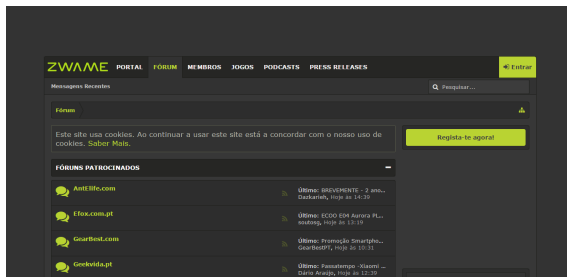 ZWAME PORTAL FÓRUM MEMBROS JOGOS PODCASTS PRESS RELEASES Entrar
Mensagens Recentes Pesquisar...
Fórum
Este site usa cookies. Ao continuar a usar este site está a concordar com o nosso uso de
cookies. Saber Mais.
Regista-te agora!
FÓRUNS PATROCINADOS
AntElife.com
Último: BREVEMENTE - 2 ano...
Dazkarieh, Hoje às 14:39
Efox.com.pt
Último: ECOO E04 Aurora PL...
soutosg, Hoje às 13:19
GearBest.com
Último: Promoção Smartpho...
GearBestPT, Hoje às 10:31
Geekvida.pt
Último: Passatempo -Xiaomi ...
Dário Araújo, Hoje às 12:39